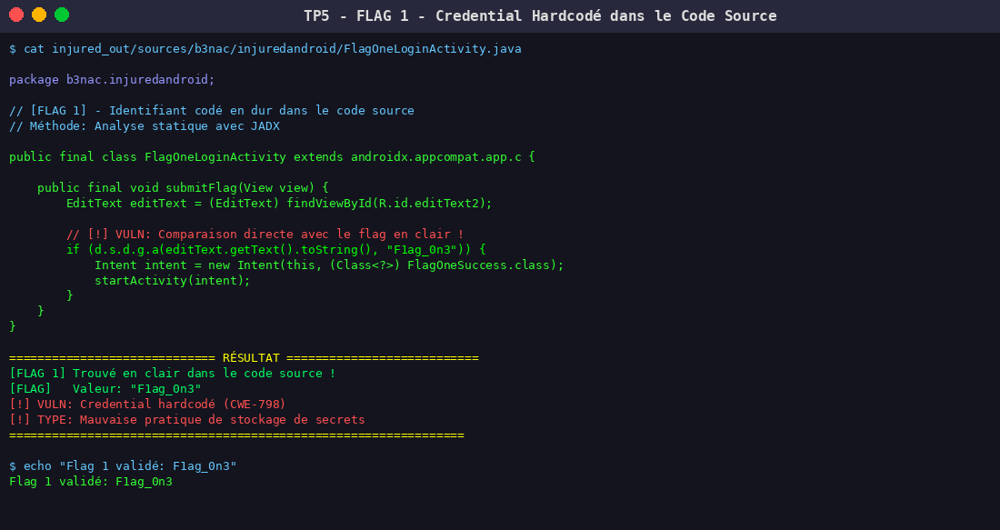 TP5 - FLAG 1 - Credential Hardcodé dans le Code Source
$ cat injured_out/sources/b3nac/injuredandroid/FlagOneLoginActivity.java
package b3nac.injuredandroid;
// [FLAG 1] - Identifiant codé en dur dans le code source
// Méthode: Analyse statique avec JADX
public final class FlagOneLoginActivity extends androidx.appcompat.app.c {
    public final void submitFlag(View view) {
        EditText editText = (EditText) findViewById(R.id.editText2);
        // [!] VULN: Comparaison directe avec le flag en clair !
        if (d.s.d.g.a(editText.getText().toString(), "F1ag_0n3")) {
            Intent intent = new Intent(this, (Class<?>) FlagOneSuccess.class);
            startActivity(intent);
        }
    }
}
============================= RÉSULTAT ===========================
[FLAG 1] Trouvé en clair dans le code source !
[FLAG]   Valeur: "F1ag_0n3"
[!] VULN: Credential hardcodé (CWE-798)
[!] TYPE: Mauvaise pratique de stockage de secrets
================================================================
$ echo "Flag 1 validé: F1ag_0n3"
Flag 1 validé: F1ag_0n3